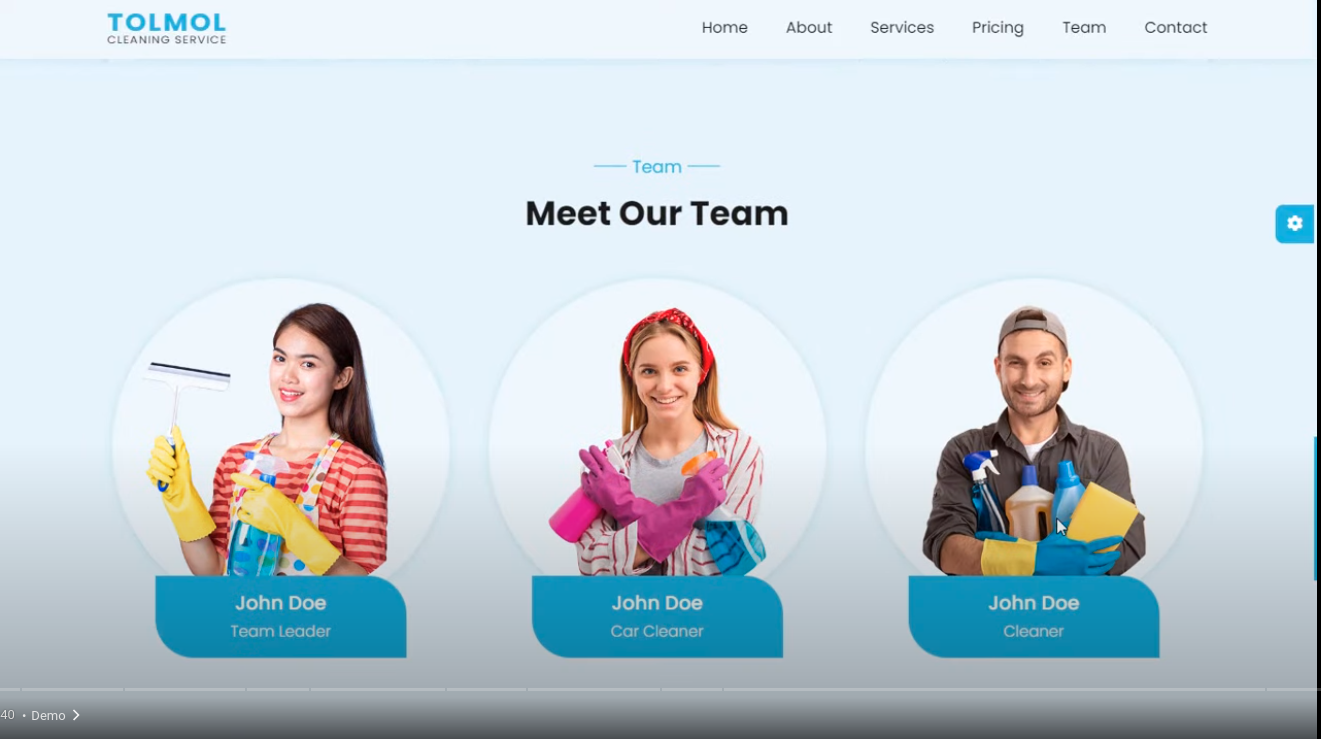 TOLMOL
CLEANING SERVICE
Home About Services Pricing Team Contact
Team
Meet Our Team
John Doe
Team Leader
John Doe
Car Cleaner
John Doe
Cleaner
40 • Demo